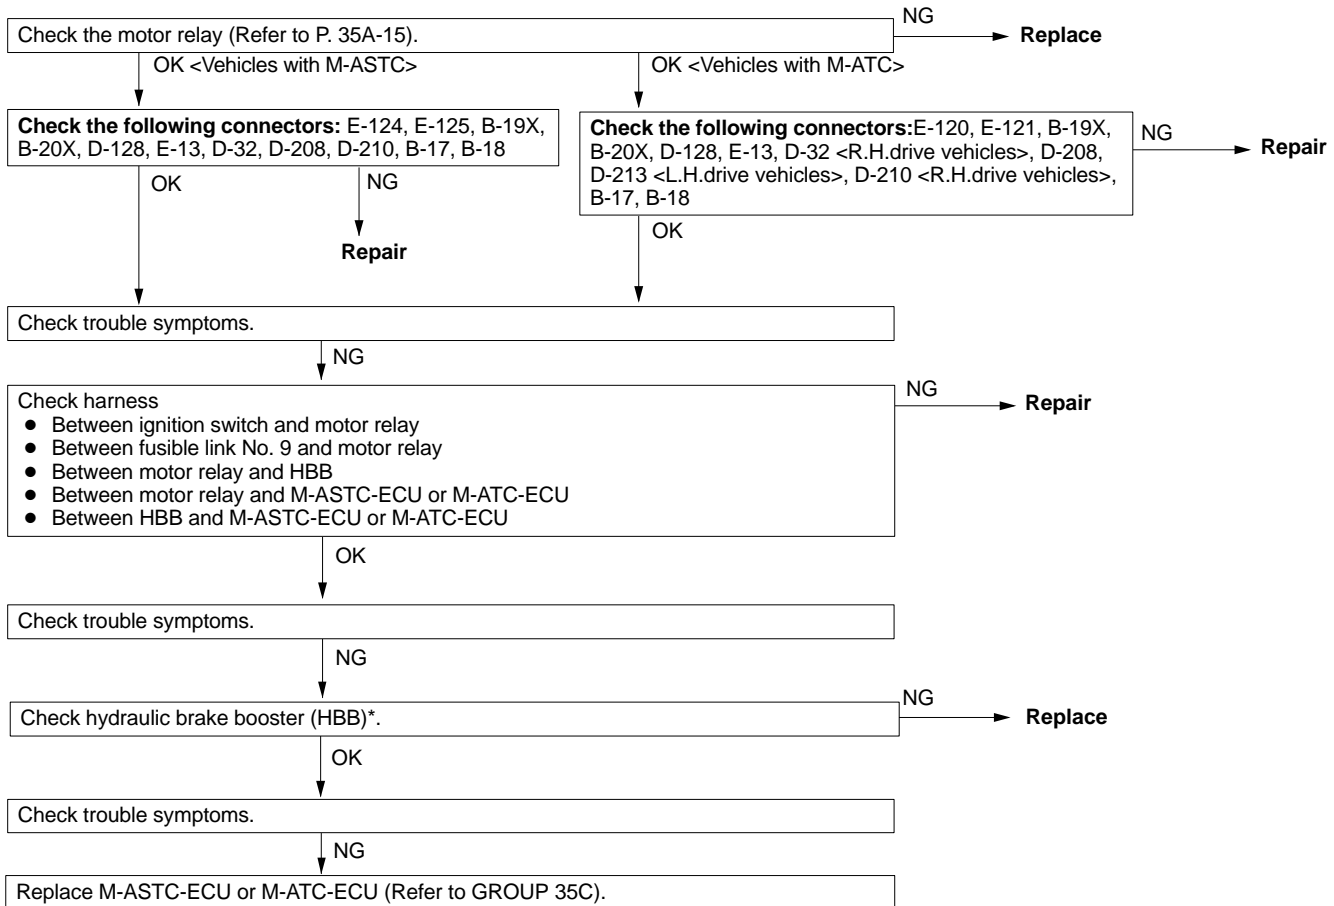 Check the motor relay (Refer to P. 35A-15).
NG
Replace
OK <Vehicles with M-ASTC>
OK <Vehicles with M-ATC>
Check the following connectors: E-124, E-125, B-19X,
B-20X, D-128, E-13, D-32, D-208, D-210, B-17, B-18
Check the following connectors:E-120, E-121, B-19X,
B-20X, D-128, E-13, D-32 <R.H.drive vehicles>, D-208,
D-213 <L.H.drive vehicles>, D-210 <R.H.drive vehicles>,
B-17, B-18
NG
Repair
OK
NG
Repair
OK
Check trouble symptoms.
NG
Check harness
● Between ignition switch and motor relay
● Between fusible link No. 9 and motor relay
● Between motor relay and HBB
● Between motor relay and M-ASTC-ECU or M-ATC-ECU
● Between HBB and M-ASTC-ECU or M-ATC-ECU
NG
Repair
OK
Check trouble symptoms.
NG
Check hydraulic brake booster (HBB)*.
NG
Replace
OK
Check trouble symptoms.
NG
Replace M-ASTC-ECU or M-ATC-ECU (Refer to GROUP 35C).